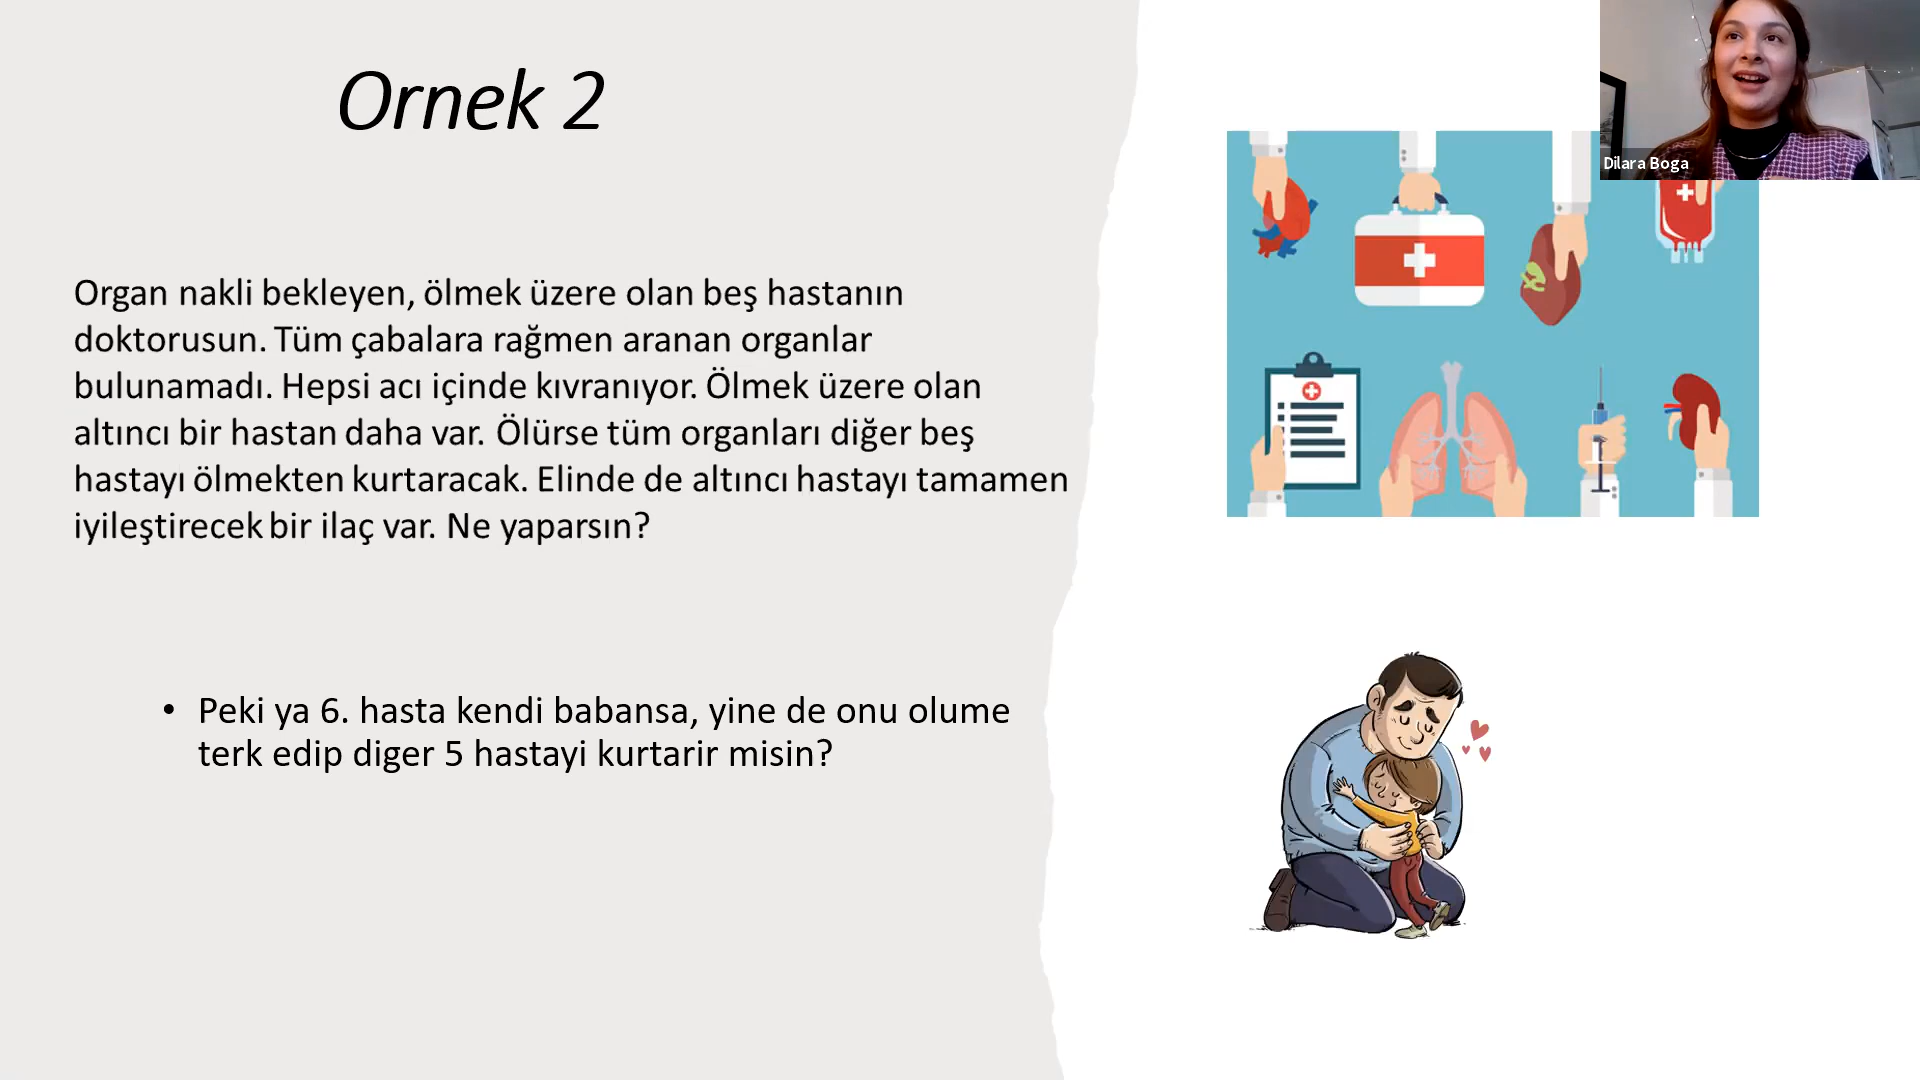 Ornek 2
Dilara Boga
Organ nakli bekleyen, ölmek üzere olan beş hastanın
doktorusun. Tüm çabalara rağmen aranan organlar
bulunamadı. Hepsi acı içinde kıvranıyor. Ölmek üzere olan
altıncı bir hastan daha var. Ölürse tüm organları diğer beş
hastayı ölmekten kurtaracak. Elinde de altıncı hastayı tamamen
iyileştirecek bir ilaç var. Ne yaparsın?
• Peki ya 6. hasta kendi babansa, yine de onu olume
terk edip diger 5 hastayi kurtarir misin?